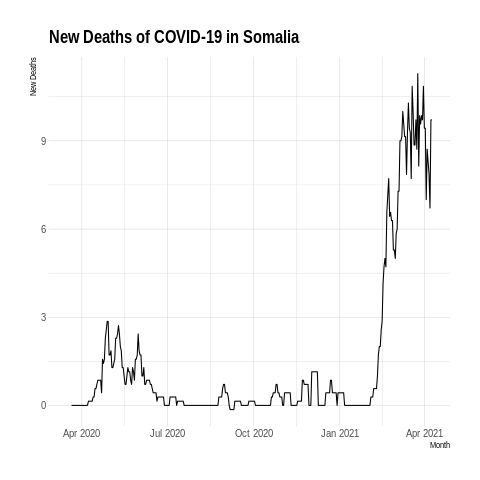 New Deaths of COVID-19 in Somalia
New Deaths
9
6
3
0
Apr 2020 Jul 2020 Oct 2020 Jan 2021 Apr 2021
Month